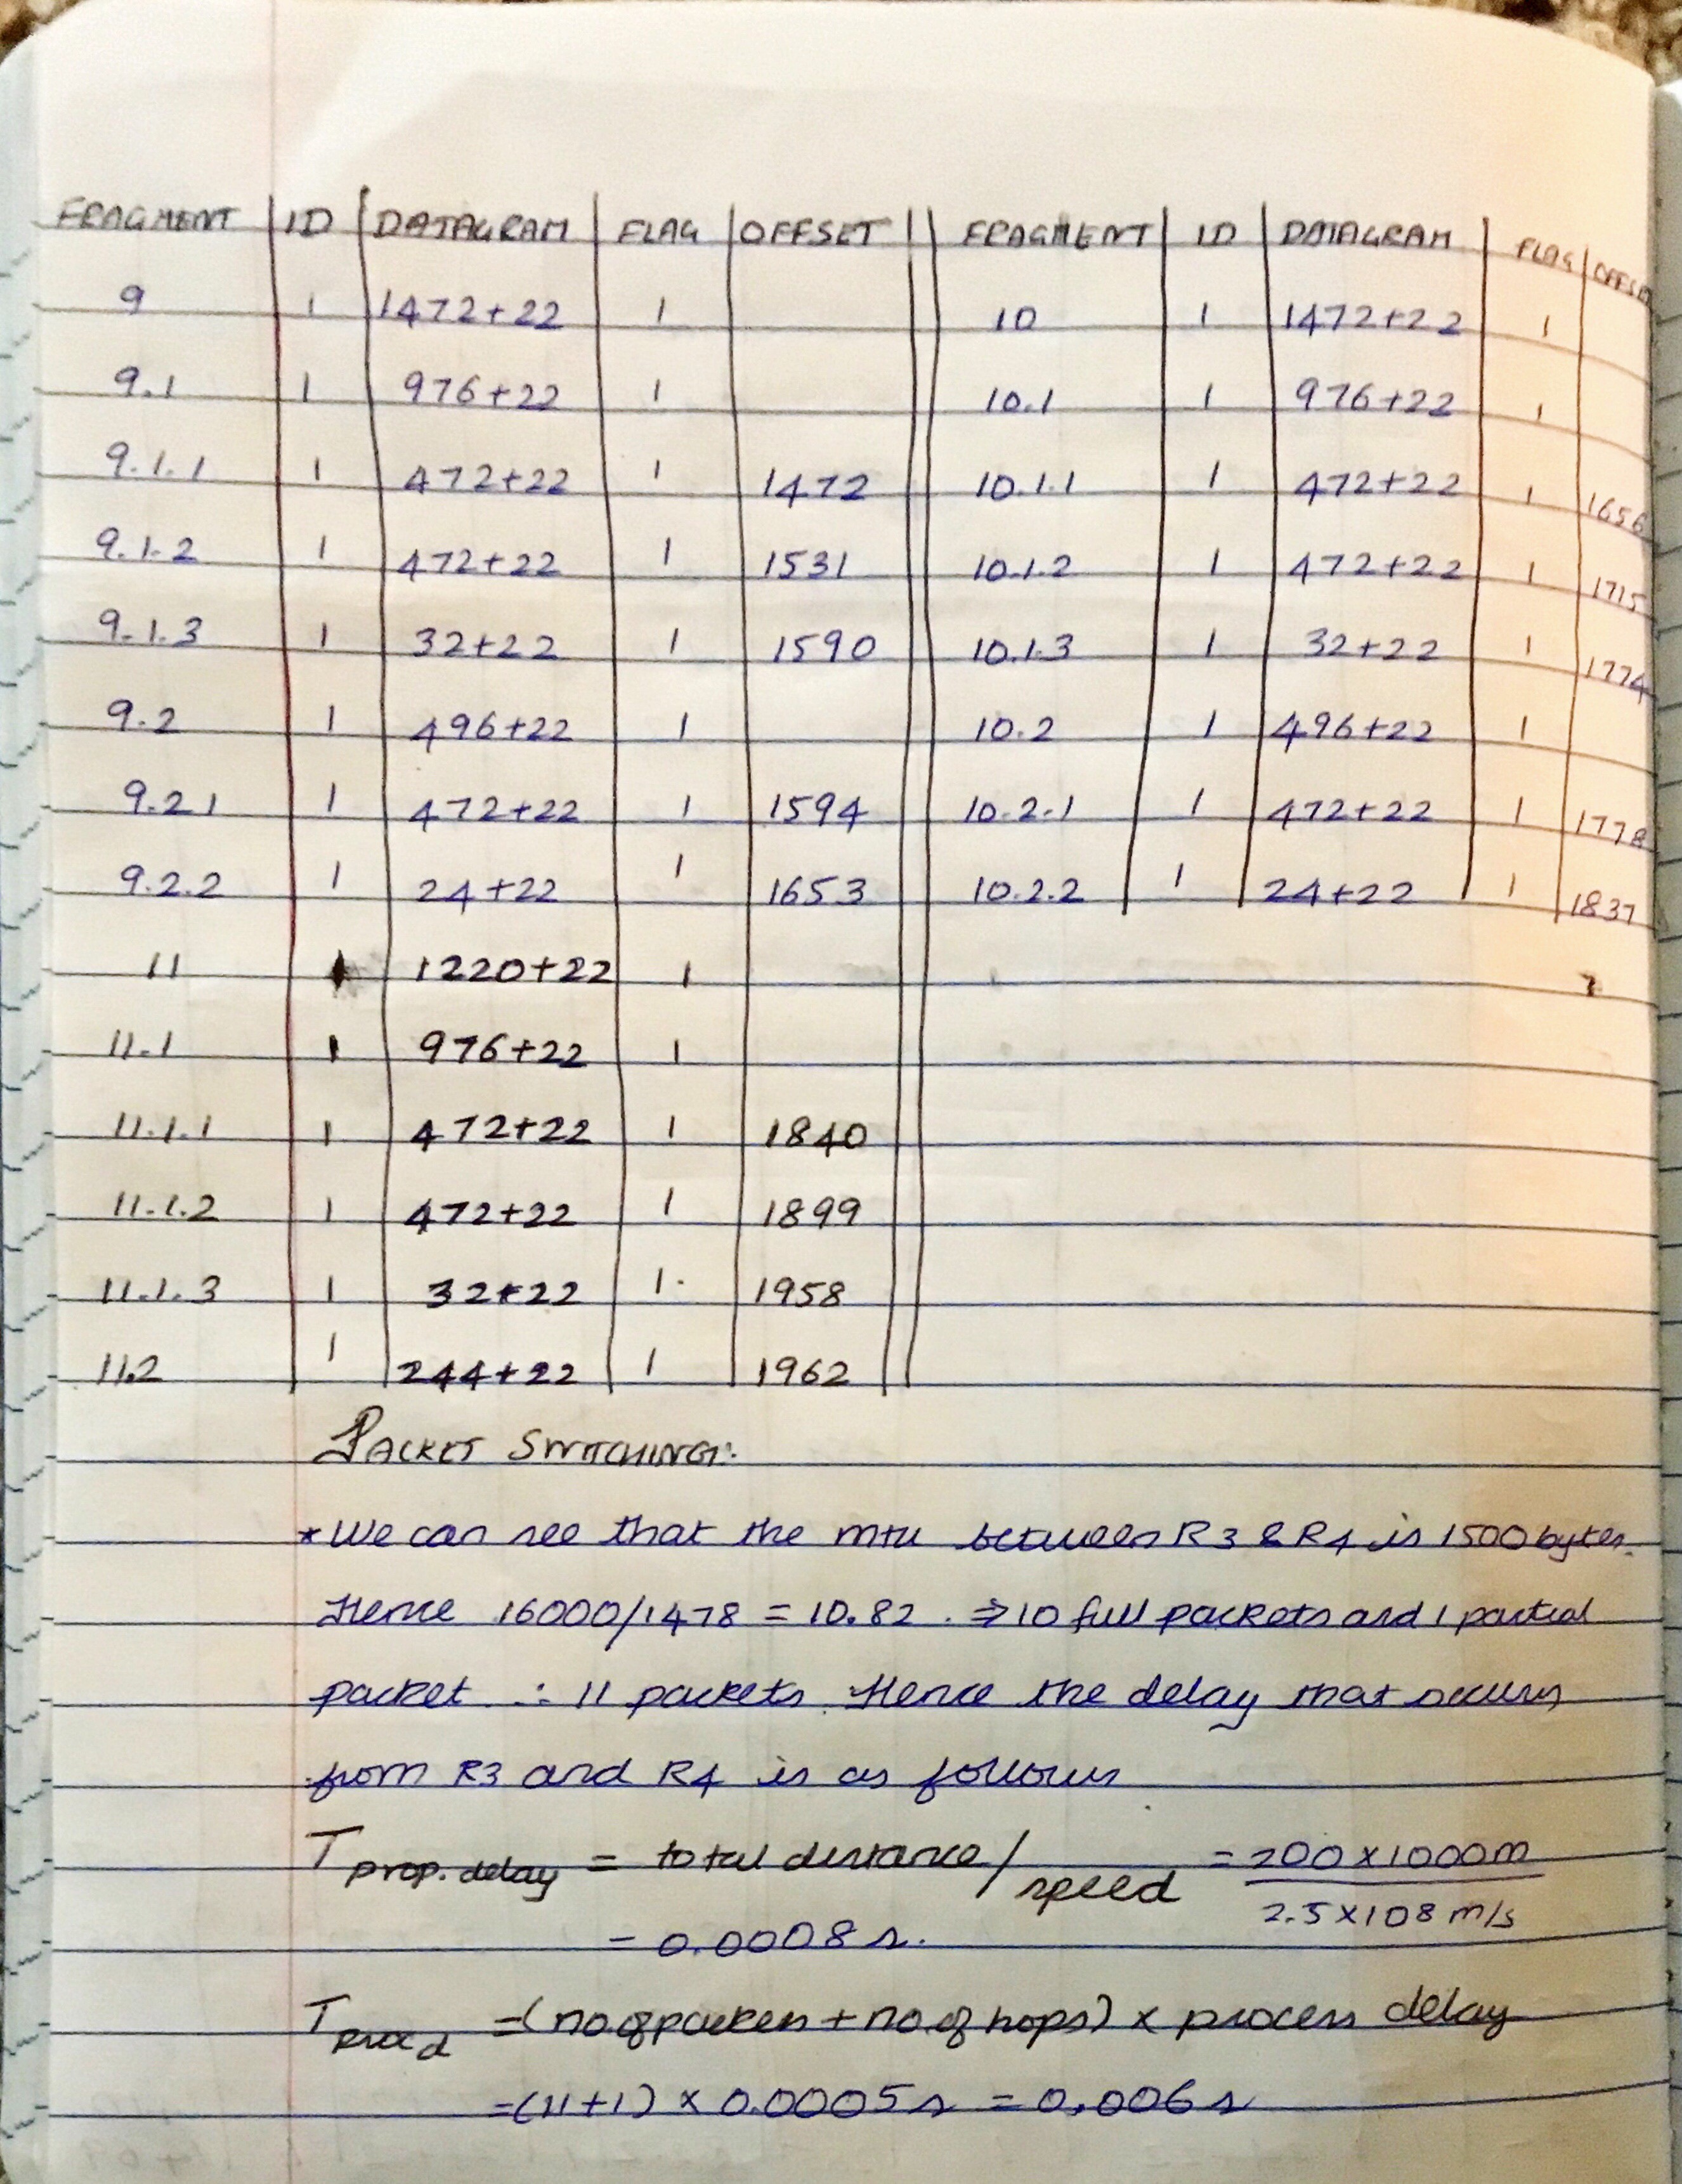 FRAGMENT ID DATAGRAM FLAG OFFSET FRAGMENT ID DATAGRAM FLAG OFFSET
9 1 1472+22 1 10 1 1472+22 1
9.1 1 976+22 1 10.1 1 976+22 1
9.1.1 1 472+22 1 1472 10.1.1 1 472+22 1 1656
9.1.2 1 472+22 1 1531 10.1.2 1 472+22 1 1715
9.1.3 1 32+22 1 1590 10.1.3 1 32+22 1 1774
9.2 1 496+22 1 10.2 1 496+22 1
9.2.1 1 472+22 1 1594 10.2.1 1 472+22 1 1778
9.2.2 1 24+22 1 1653 10.2.2 1 24+22 1 1837
11 1 1220+22 1
11.1 1 976+22 1
11.1.1 1 472+22 1 1840
11.1.2 1 472+22 1 1899
11.1.3 1 32+22 1 1958
11.2 1 244+22 1 1962
PACKET SWITCHING:
*We can see that the mtu between R3 & R4 is 1500 bytes.
Hence 16000/1478 = 10.82. ⇒ 10 full packets and 1 partial
packet ∴ 11 packets. Hence the delay that occurs
from R3 and R4 is as follows
T prop. delay = total distance / speed = 200 x 1000m / 2.5 x 108 m/s
= 0.0008 s.
T proc d = (no. of packets + no. of hops) x process delay
= (11+1) x 0.0005s = 0.006 s